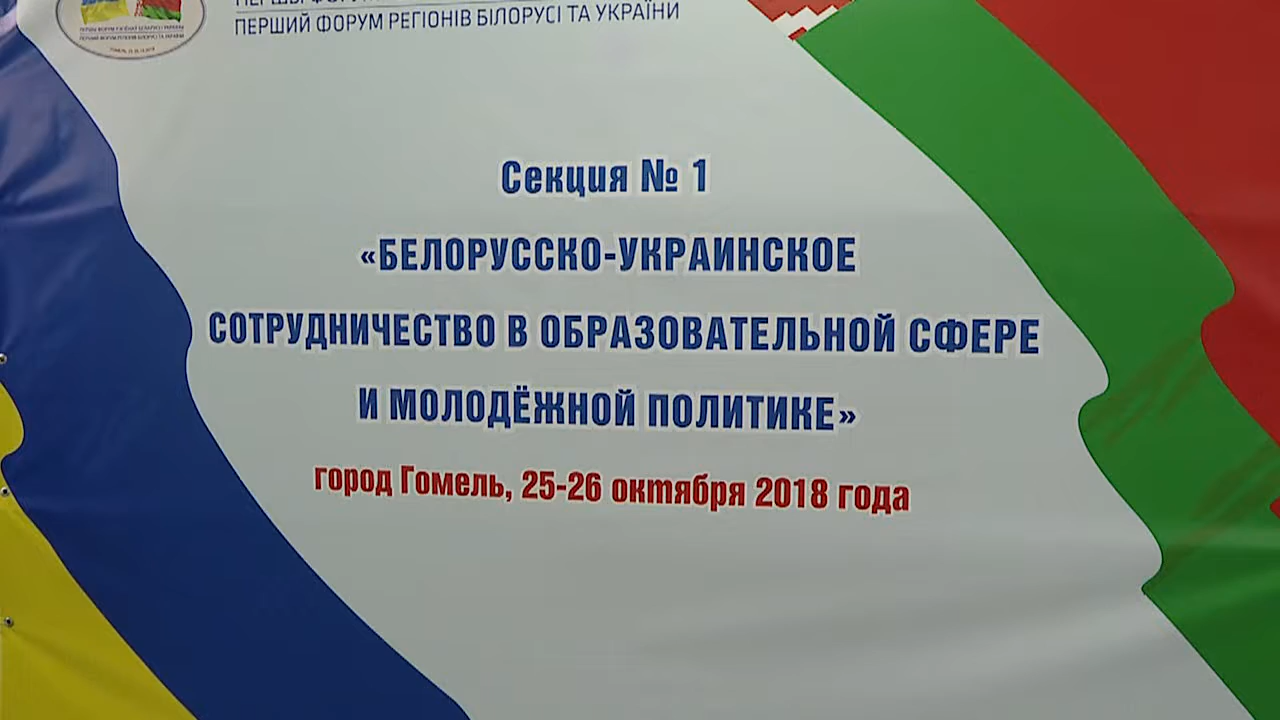 ПЕРШИЙ ФОРУМ РЕГІОНІВ БІЛОРУСІ ТА УКРАЇНИ
Секция № 1
«БЕЛОРУССКО-УКРАИНСКОЕ
СОТРУДНИЧЕСТВО В ОБРАЗОВАТЕЛЬНОЙ СФЕРЕ
И МОЛОДЁЖНОЙ ПОЛИТИКЕ»
город Гомель, 25-26 октября 2018 года